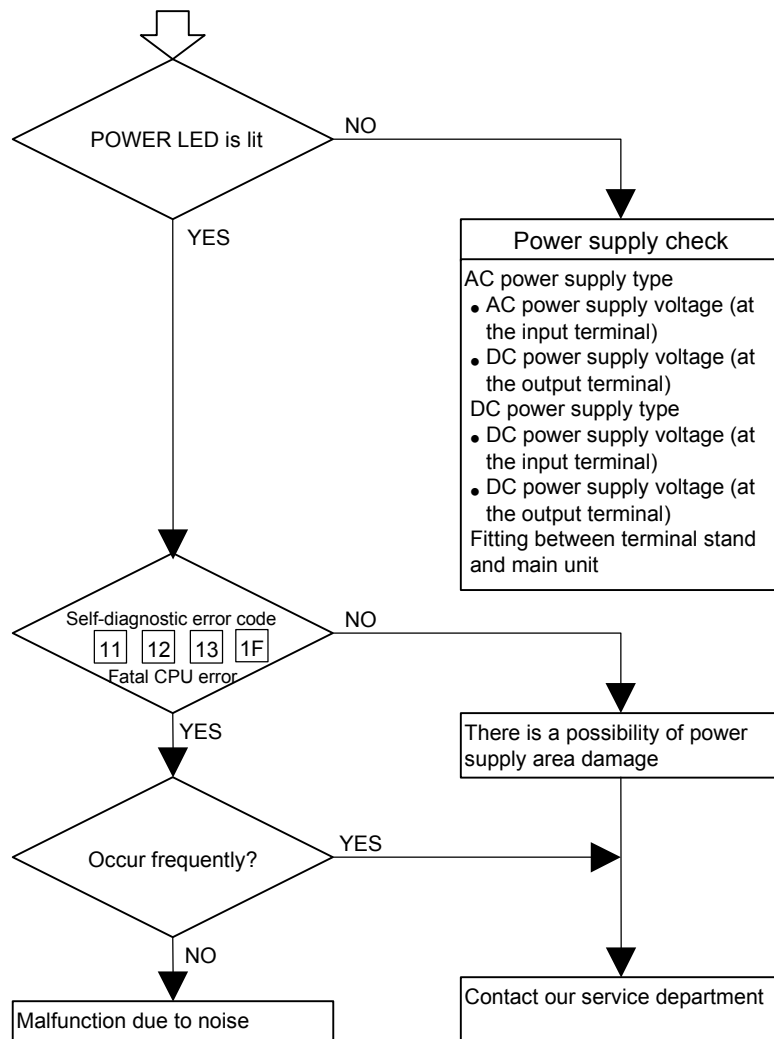 POWER LED is lit
NO
YES
Power supply check
AC power supply type
• AC power supply voltage (at
the input terminal)
• DC power supply voltage (at
the output terminal)
DC power supply type
• DC power supply voltage (at
the input terminal)
• DC power supply voltage (at
the output terminal)
Fitting between terminal stand
and main unit
Self-diagnostic error code
11 12 13 1F
Fatal CPU error
NO
YES
There is a possibility of power
supply area damage
Occur frequently?
YES
NO
Malfunction due to noise
Contact our service department